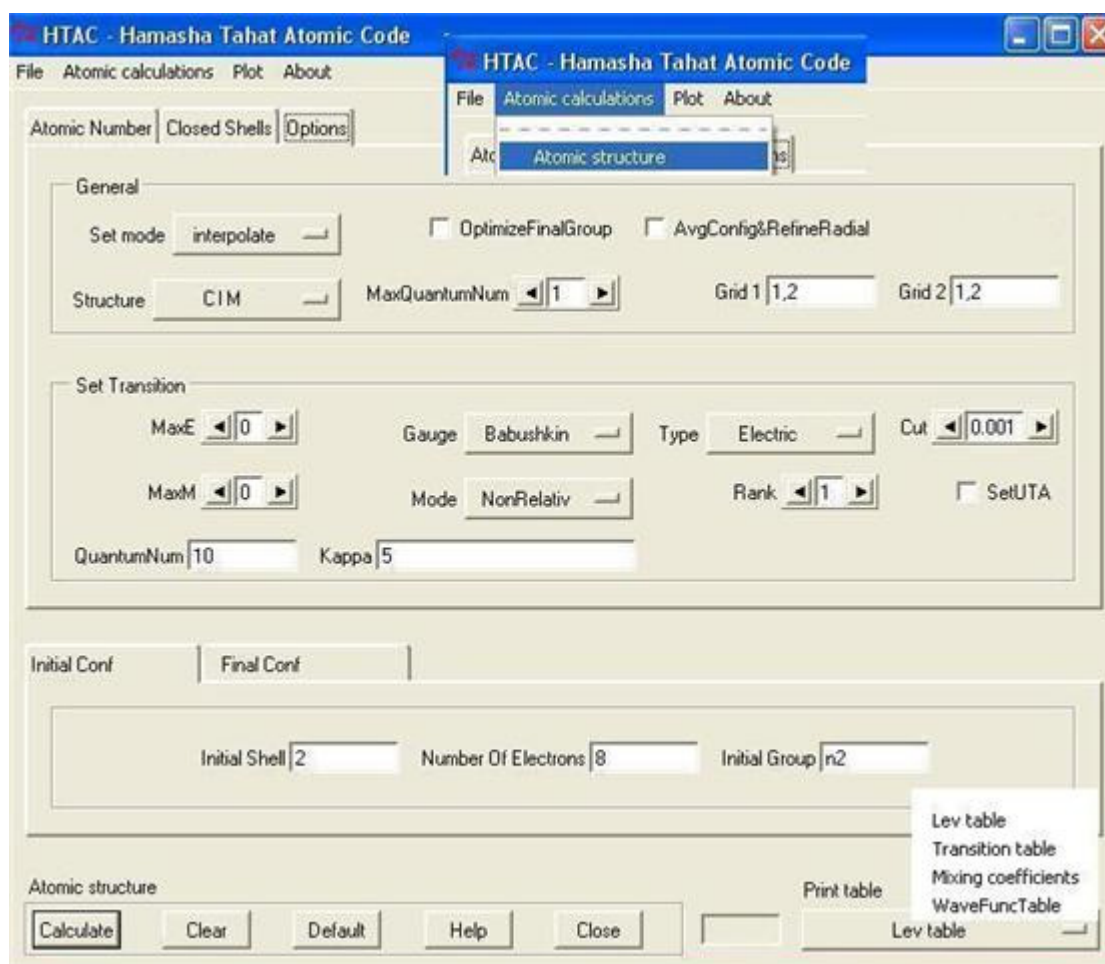 HTAC - Hamasha Tahat Atomic Code
File Atomic calculations Plot About
HTAC - Hamasha Tahat Atomic Code
File Atomic calculations Plot About
Atomic structure
Atomic Number Closed Shells Options
General
Set mode interpolate OptimizeFinalGroup AvgConfig&RefineRadial
Structure CIM MaxQuantumNum 1 Grid 1 1,2 Grid 2 1,2
Set Transition
MaxE 0 Gauge Babushkin Type Electric Cut 0.001
MaxM 0 Mode NonRelativ Rank 1 SetUTA
QuantumNum 10 Kappa 5
Initial Conf Final Conf
Initial Shell 2 Number Of Electrons 8 Initial Group n2
Lev table
Transition table
Mixing coefficients
WaveFuncTable
Atomic structure Print table
Calculate Clear Default Help Close Lev table